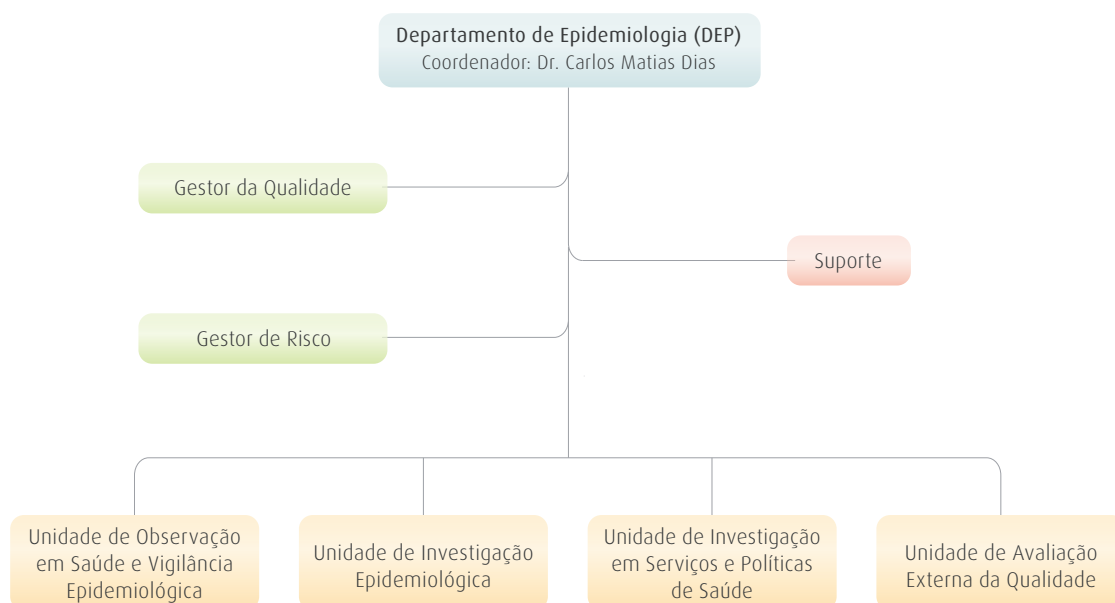 Departamento de Epidemiologia (DEP)
Coordenador: Dr. Carlos Matias Dias
Gestor da Qualidade
Suporte
Gestor de Risco
Unidade de Observação
em Saúde e Vigilância
Epidemiológica
Unidade de Investigação
Epidemiológica
Unidade de Investigação
em Serviços e Políticas
de Saúde
Unidade de Avaliação
Externa da Qualidade